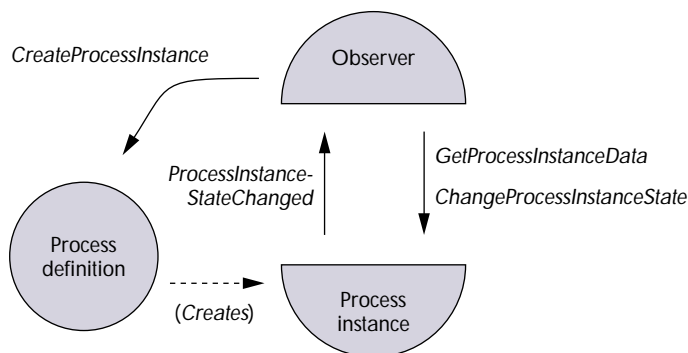 CreateProcessInstance
Observer
ProcessInstance-
StateChanged
GetProcessInstanceData
ChangeProcessInstanceState
Process
definition
(Creates)
Process
instance